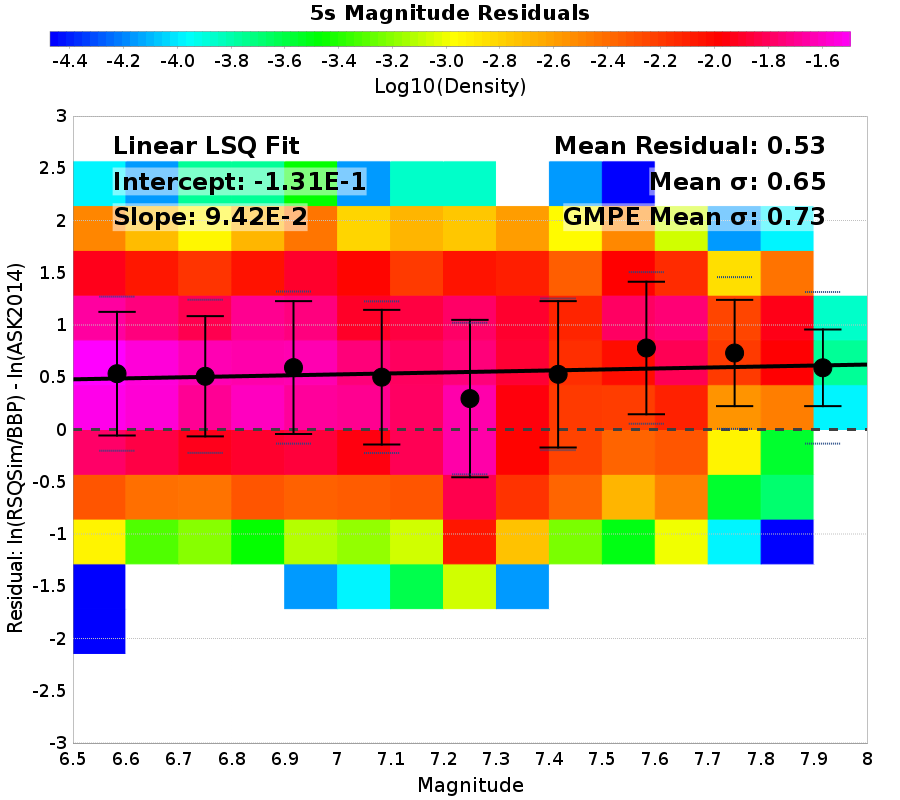 5s Magnitude Residuals
-4.4 -4.2 -4.0 -3.8 -3.6 -3.4 -3.2 -3.0 -2.8 -2.6 -2.4 -2.2 -2.0 -1.8 -1.6
Log10(Density)
Linear LSQ Fit
Intercept: -1.31E-1
Slope: 9.42E-2
Mean Residual: 0.53
Mean σ: 0.65
GMPE Mean σ: 0.73
Residual: ln(RSQSim/BBP) - ln(ASK2014)
3
2.5
2
1.5
1
0.5
0
-0.5
-1
-1.5
-2
-2.5
-3
6.5 6.6 6.7 6.8 6.9 7 7.1 7.2 7.3 7.4 7.5 7.6 7.7 7.8 7.9 8
Magnitude